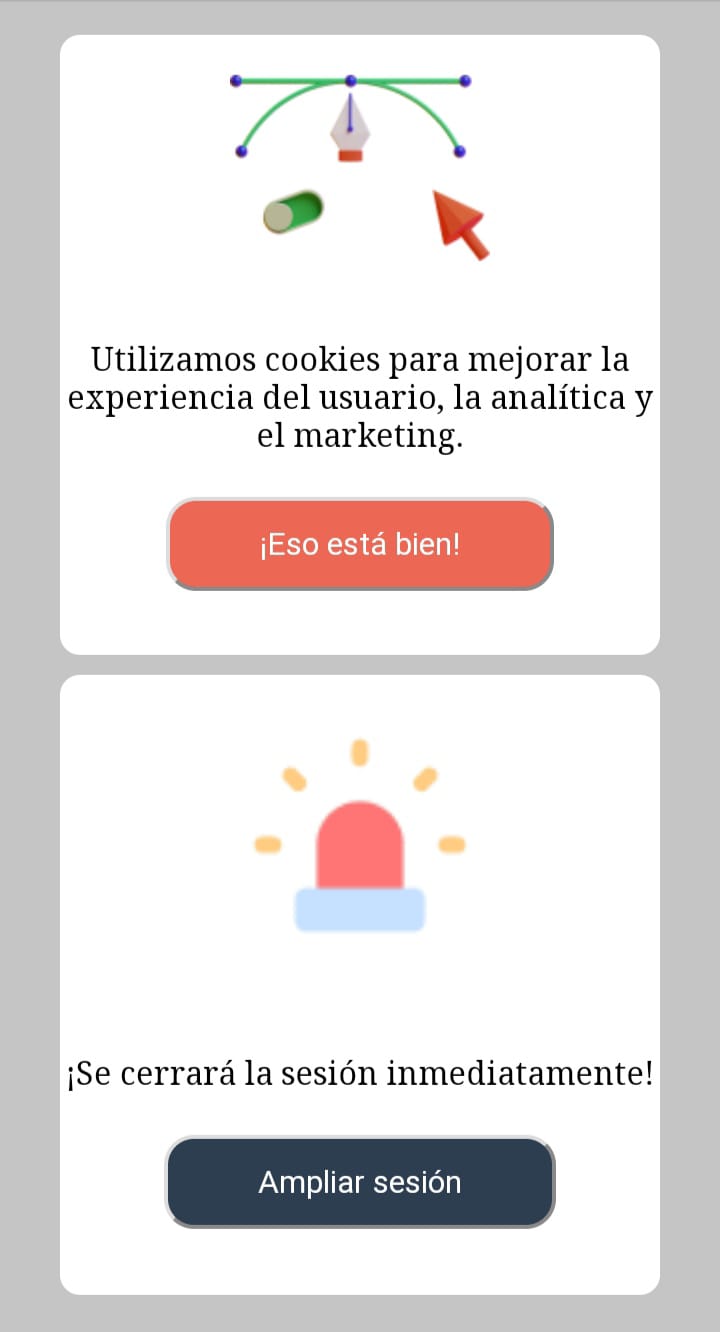 Utilizamos cookies para mejorar la
experiencia del usuario, la analítica y
el marketing.
¡Eso está bien!
¡Se cerrará la sesión inmediatamente!
Ampliar sesión